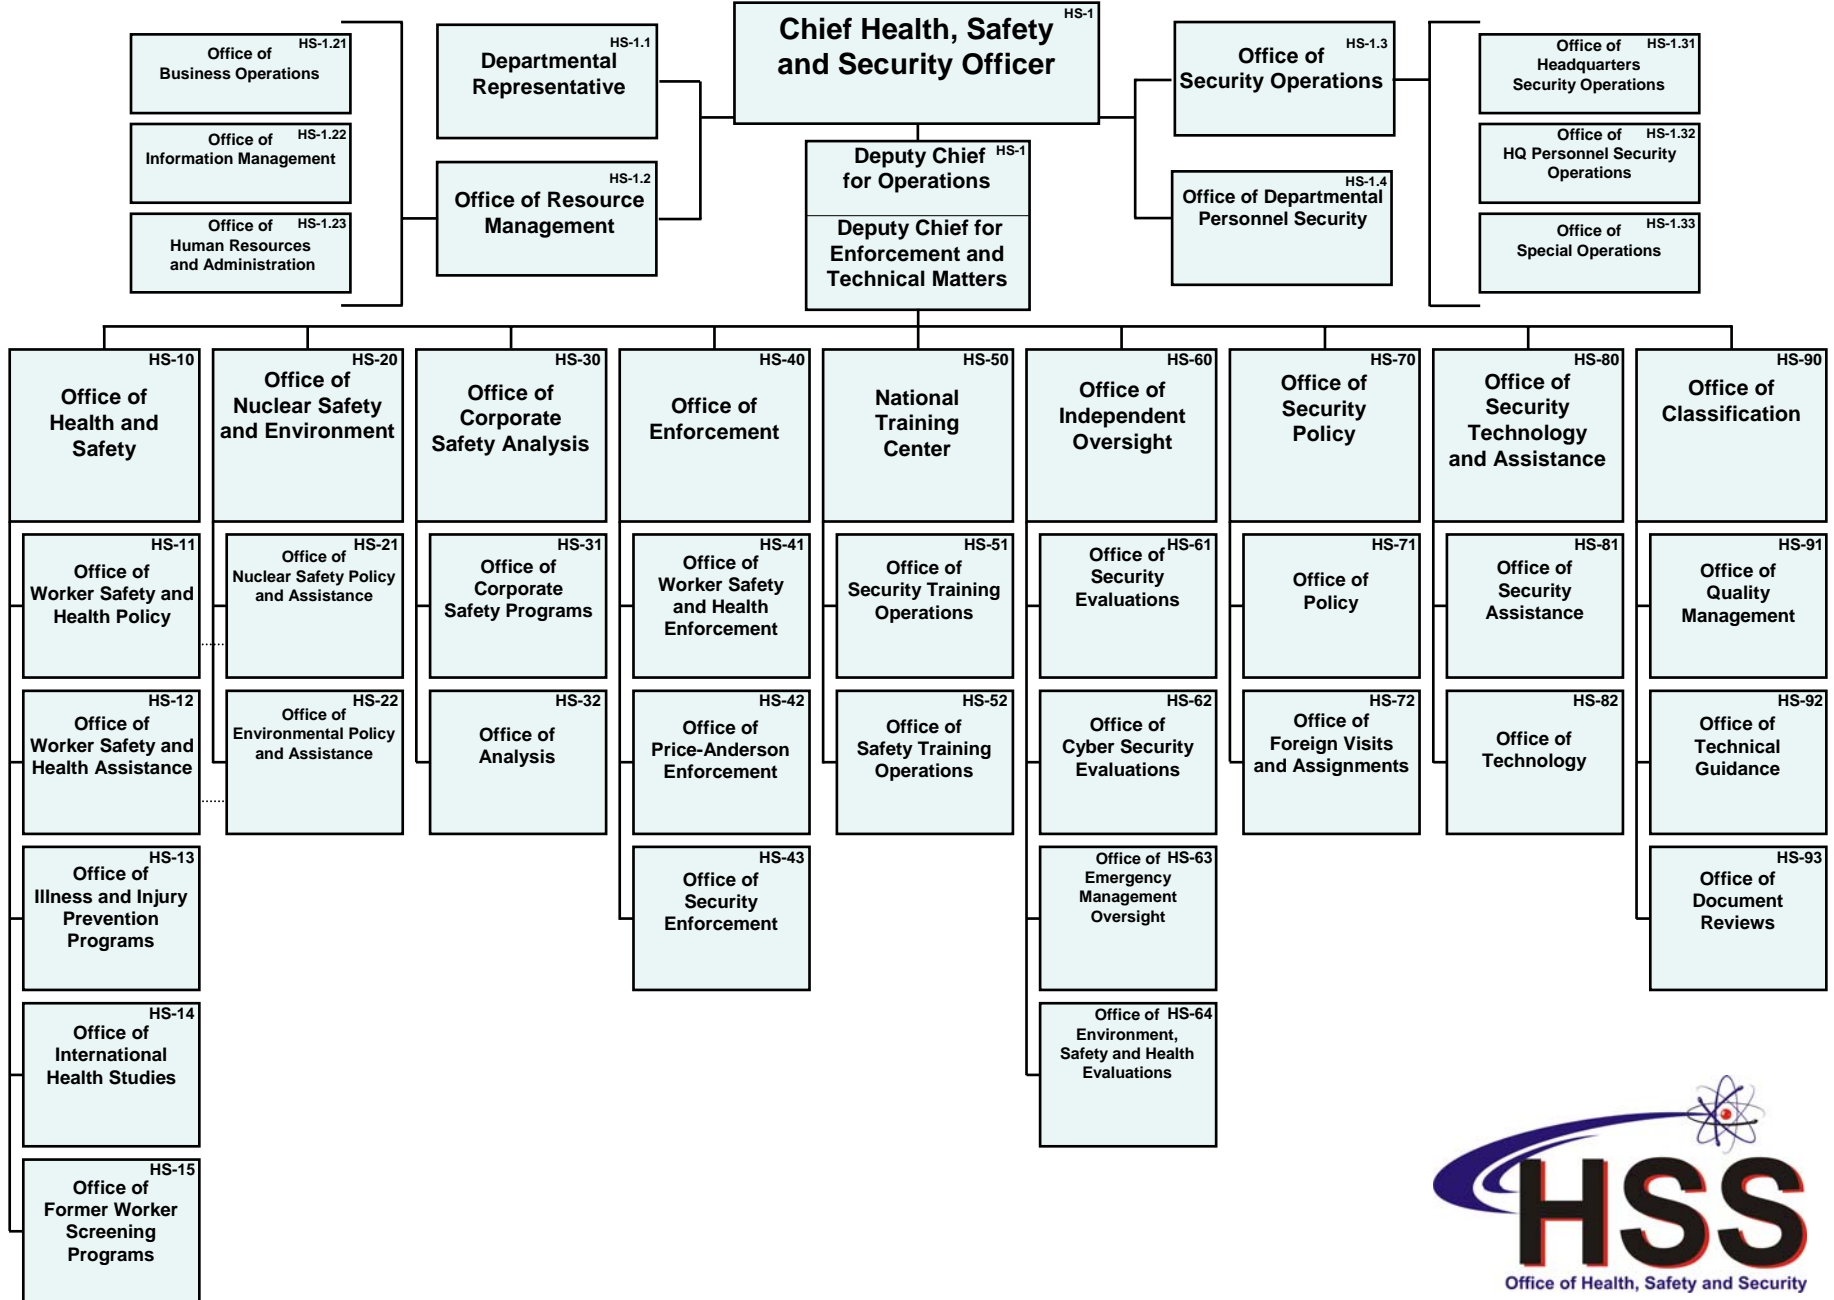 HS-1
Chief Health, Safety
and Security Officer
HS-1.21
Office of
Business Operations
HS-1.22
Office of
Information Management
HS-1.23
Office of
Human Resources
and Administration
HS-1.1
Departmental
Representative
HS-1.2
Office of Resource
Management
HS-1
Deputy Chief
for Operations
Deputy Chief for
Enforcement and
Technical Matters
HS-1.3
Office of
Security Operations
HS-1.4
Office of Departmental
Personnel Security
HS-1.31
Office of
Headquarters
Security Operations
HS-1.32
Office of
HQ Personnel Security
Operations
HS-1.33
Office of
Special Operations
HS-10
Office of
Health and
Safety
HS-11
Office of
Worker Safety and
Health Policy
HS-12
Office of
Worker Safety and
Health Assistance
HS-13
Office of
Illness and Injury
Prevention
Programs
HS-14
Office of
International
Health Studies
HS-15
Office of
Former Worker
Screening
Programs
HS-20
Office of
Nuclear Safety
and Environment
HS-21
Office of
Nuclear Safety Policy
and Assistance
HS-22
Office of
Environmental Policy
and Assistance
HS-30
Office of
Corporate
Safety Analysis
HS-31
Office of
Corporate
Safety Programs
HS-32
Office of
Analysis
HS-40
Office of
Enforcement
HS-41
Office of
Worker Safety
and Health
Enforcement
HS-42
Office of
Price-Anderson
Enforcement
HS-43
Office of
Security
Enforcement
HS-50
National
Training
Center
HS-51
Office of
Security Training
Operations
HS-52
Office of
Safety Training
Operations
HS-60
Office of
Independent
Oversight
HS-61
Office of
Security
Evaluations
HS-62
Office of
Cyber Security
Evaluations
HS-63
Office of
Emergency
Management
Oversight
HS-64
Office of
Environment,
Safety and Health
Evaluations
HS-70
Office of
Security
Policy
HS-71
Office of
Policy
HS-72
Office of
Foreign Visits
and Assignments
HS-80
Office of
Security
Technology
and Assistance
HS-81
Office of
Security
Assistance
HS-82
Office of
Technology
HS-90
Office of
Classification
HS-91
Office of
Quality
Management
HS-92
Office of
Technical
Guidance
HS-93
Office of
Document
Reviews
HSS
Office of Health, Safety and Security